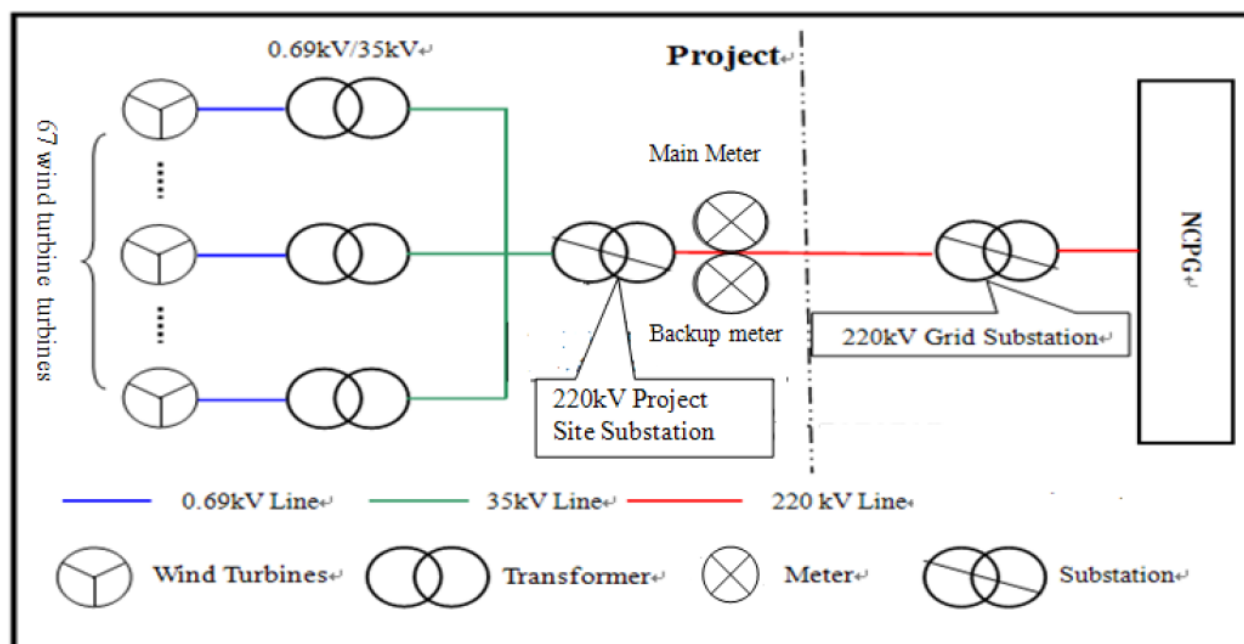 0.69kV/35kV↵
Project
67 wind turbine turbines
Main Meter
Backup meter
220kV Project
Site Substation
220kV Grid Substation↵
NCPG↵
0.69kV Line↵
35kV Line↵
220 kV Line↵
Wind Turbines↵
Transformer↵
Meter↵
Substation↵